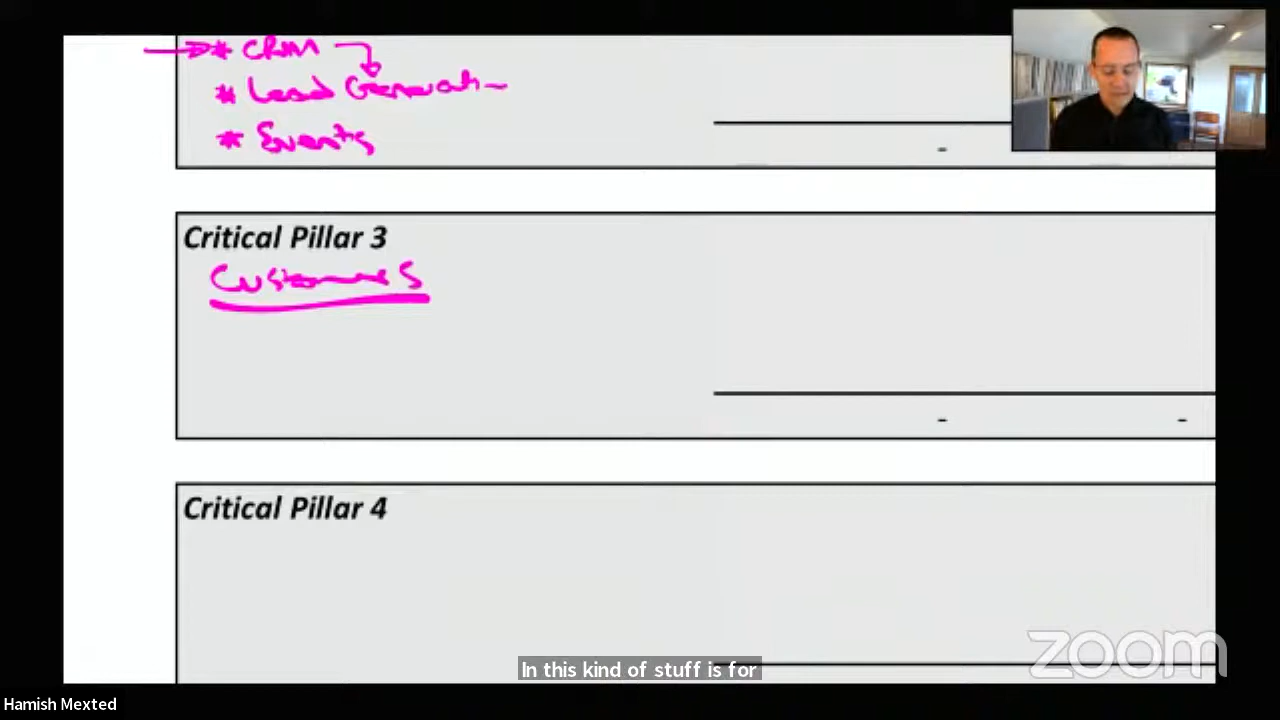 * CRM
* Lead Generation
* Events
-
Critical Pillar 3
Customers
- -
Critical Pillar 4
zoom
In this kind of stuff is for
Hamish Mexted